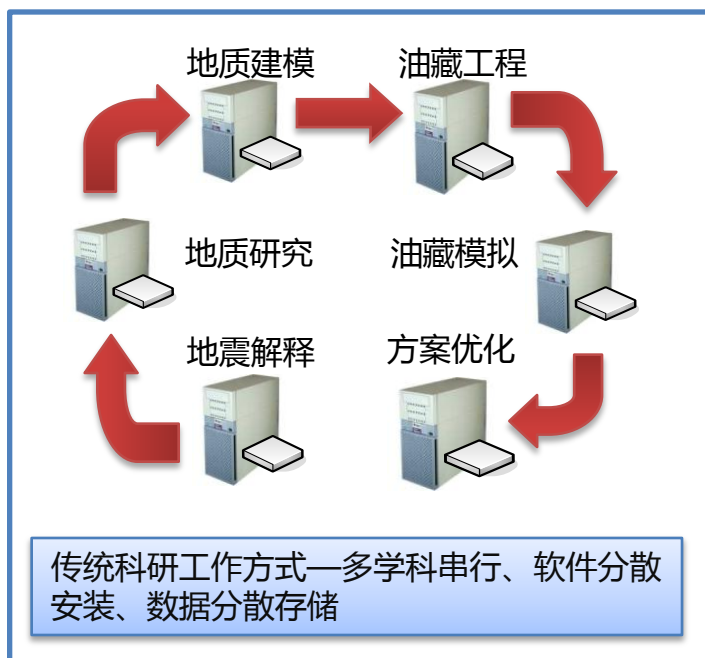 地质建模
油藏工程
地质研究
油藏模拟
地震解释
方案优化
传统科研工作方式—多学科串行、软件分散
安装、数据分散存储